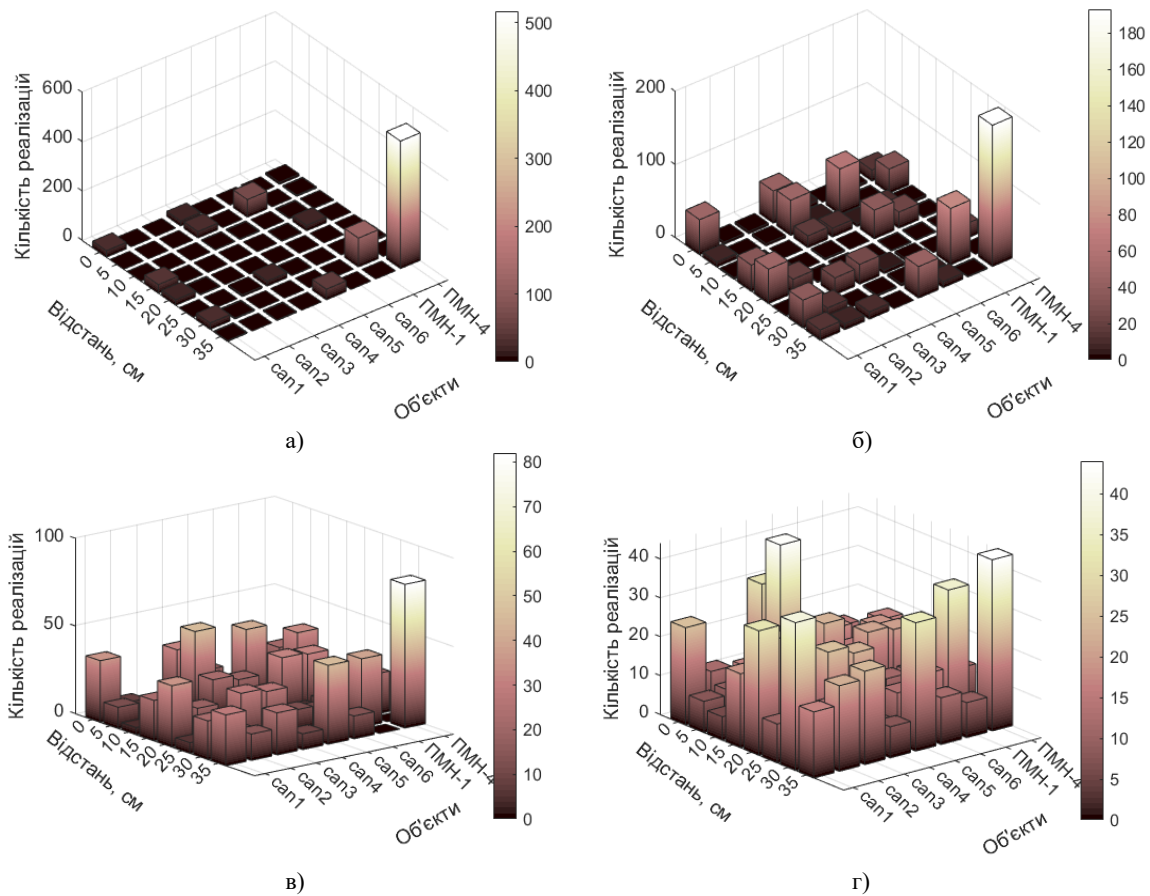 500
400
300
200
100
0
Кількість реалізацій
600
400
200
0
0
5
10
15
20
25
30
35
Відстань, см
can1
can2
can3
can4
can5
can6
ПМН-1
ПМН-4
Об'єкти
а)
180
160
140
120
100
80
60
40
20
0
Кількість реалізацій
200
100
0
0
5
10
15
20
25
30
35
Відстань, см
can1
can2
can3
can4
can5
can6
ПМН-1
ПМН-4
Об'єкти
б)
80
70
60
50
40
30
20
10
0
Кількість реалізацій
100
50
0
0
5
10
15
20
25
30
35
Відстань, см
can1
can2
can3
can4
can5
can6
ПМН-1
ПМН-4
Об'єкти
в)
40
35
30
25
20
15
10
5
0
Кількість реалізацій
40
30
20
10
0
0
5
10
15
20
25
30
35
Відстань, см
can1
can2
can3
can4
can5
can6
ПМН-1
ПМН-4
Об'єкти
г)